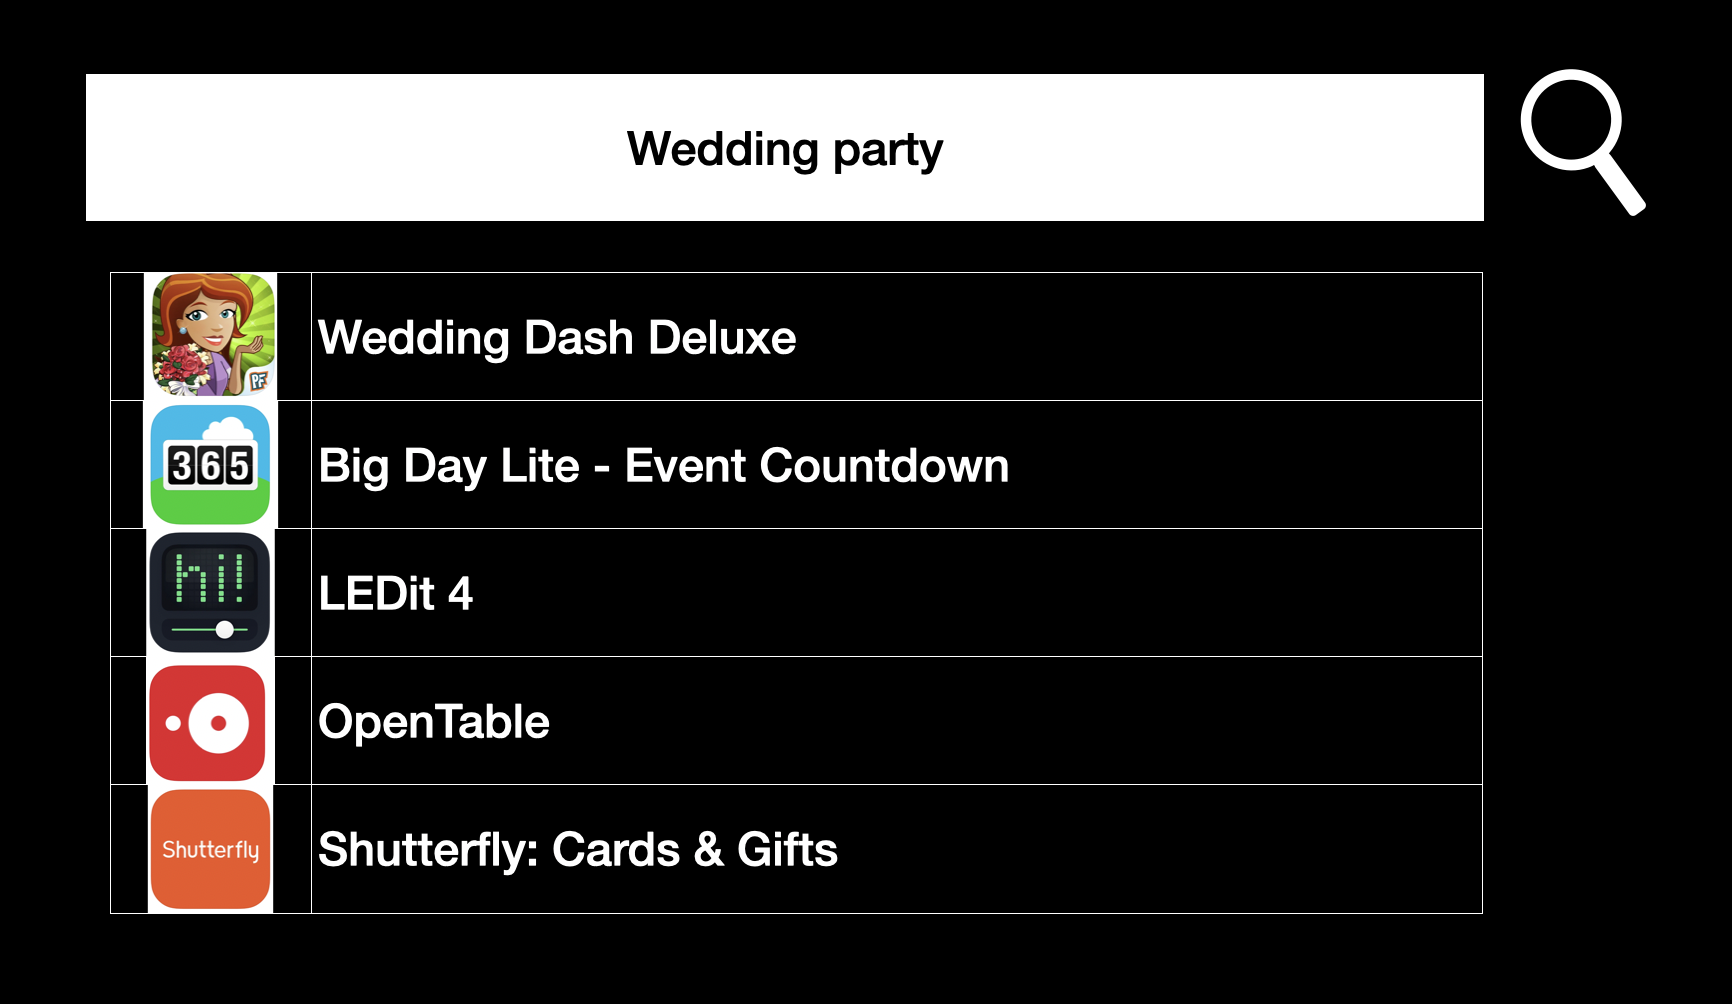 Wedding party
PF
Wedding Dash Deluxe
365
Big Day Lite - Event Countdown
hi!
LEDit 4
OpenTable
Shutterfly
Shutterfly: Cards & Gifts